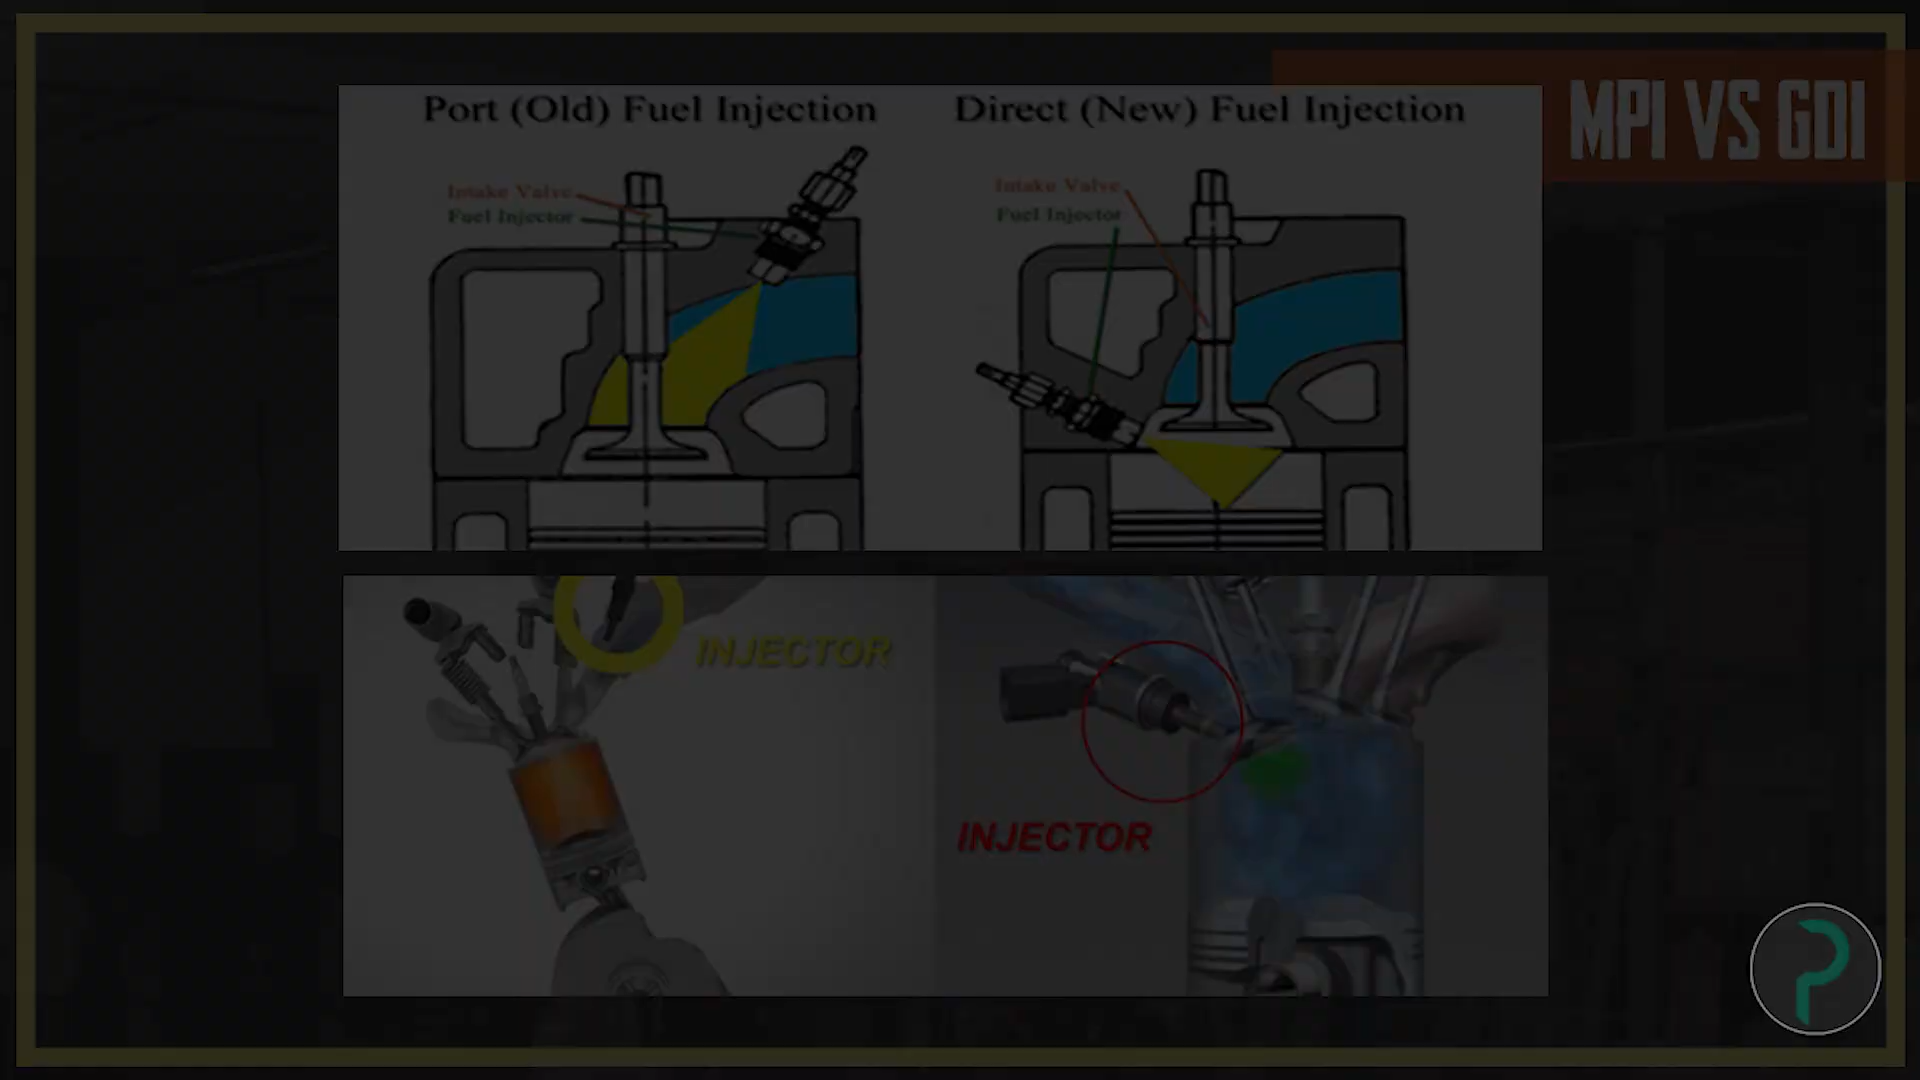 MPI VS GDI
Port (Old) Fuel Injection
Direct (New) Fuel Injection
Intake Valve
Fuel Injector
Intake Valve
Fuel Injector
INJECTOR
INJECTOR